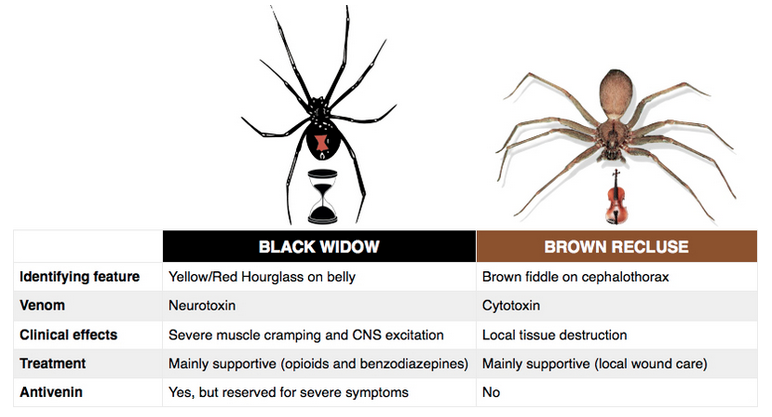 BLACK WIDOW BROWN RECLUSE
Identifying feature Yellow/Red Hourglass on belly Brown fiddle on cephalothorax
Venom Neurotoxin Cytotoxin
Clinical effects Severe muscle cramping and CNS excitation Local tissue destruction
Treatment Mainly supportive (opioids and benzodiazepines) Mainly supportive (local wound care)
Antivenin Yes, but reserved for severe symptoms No